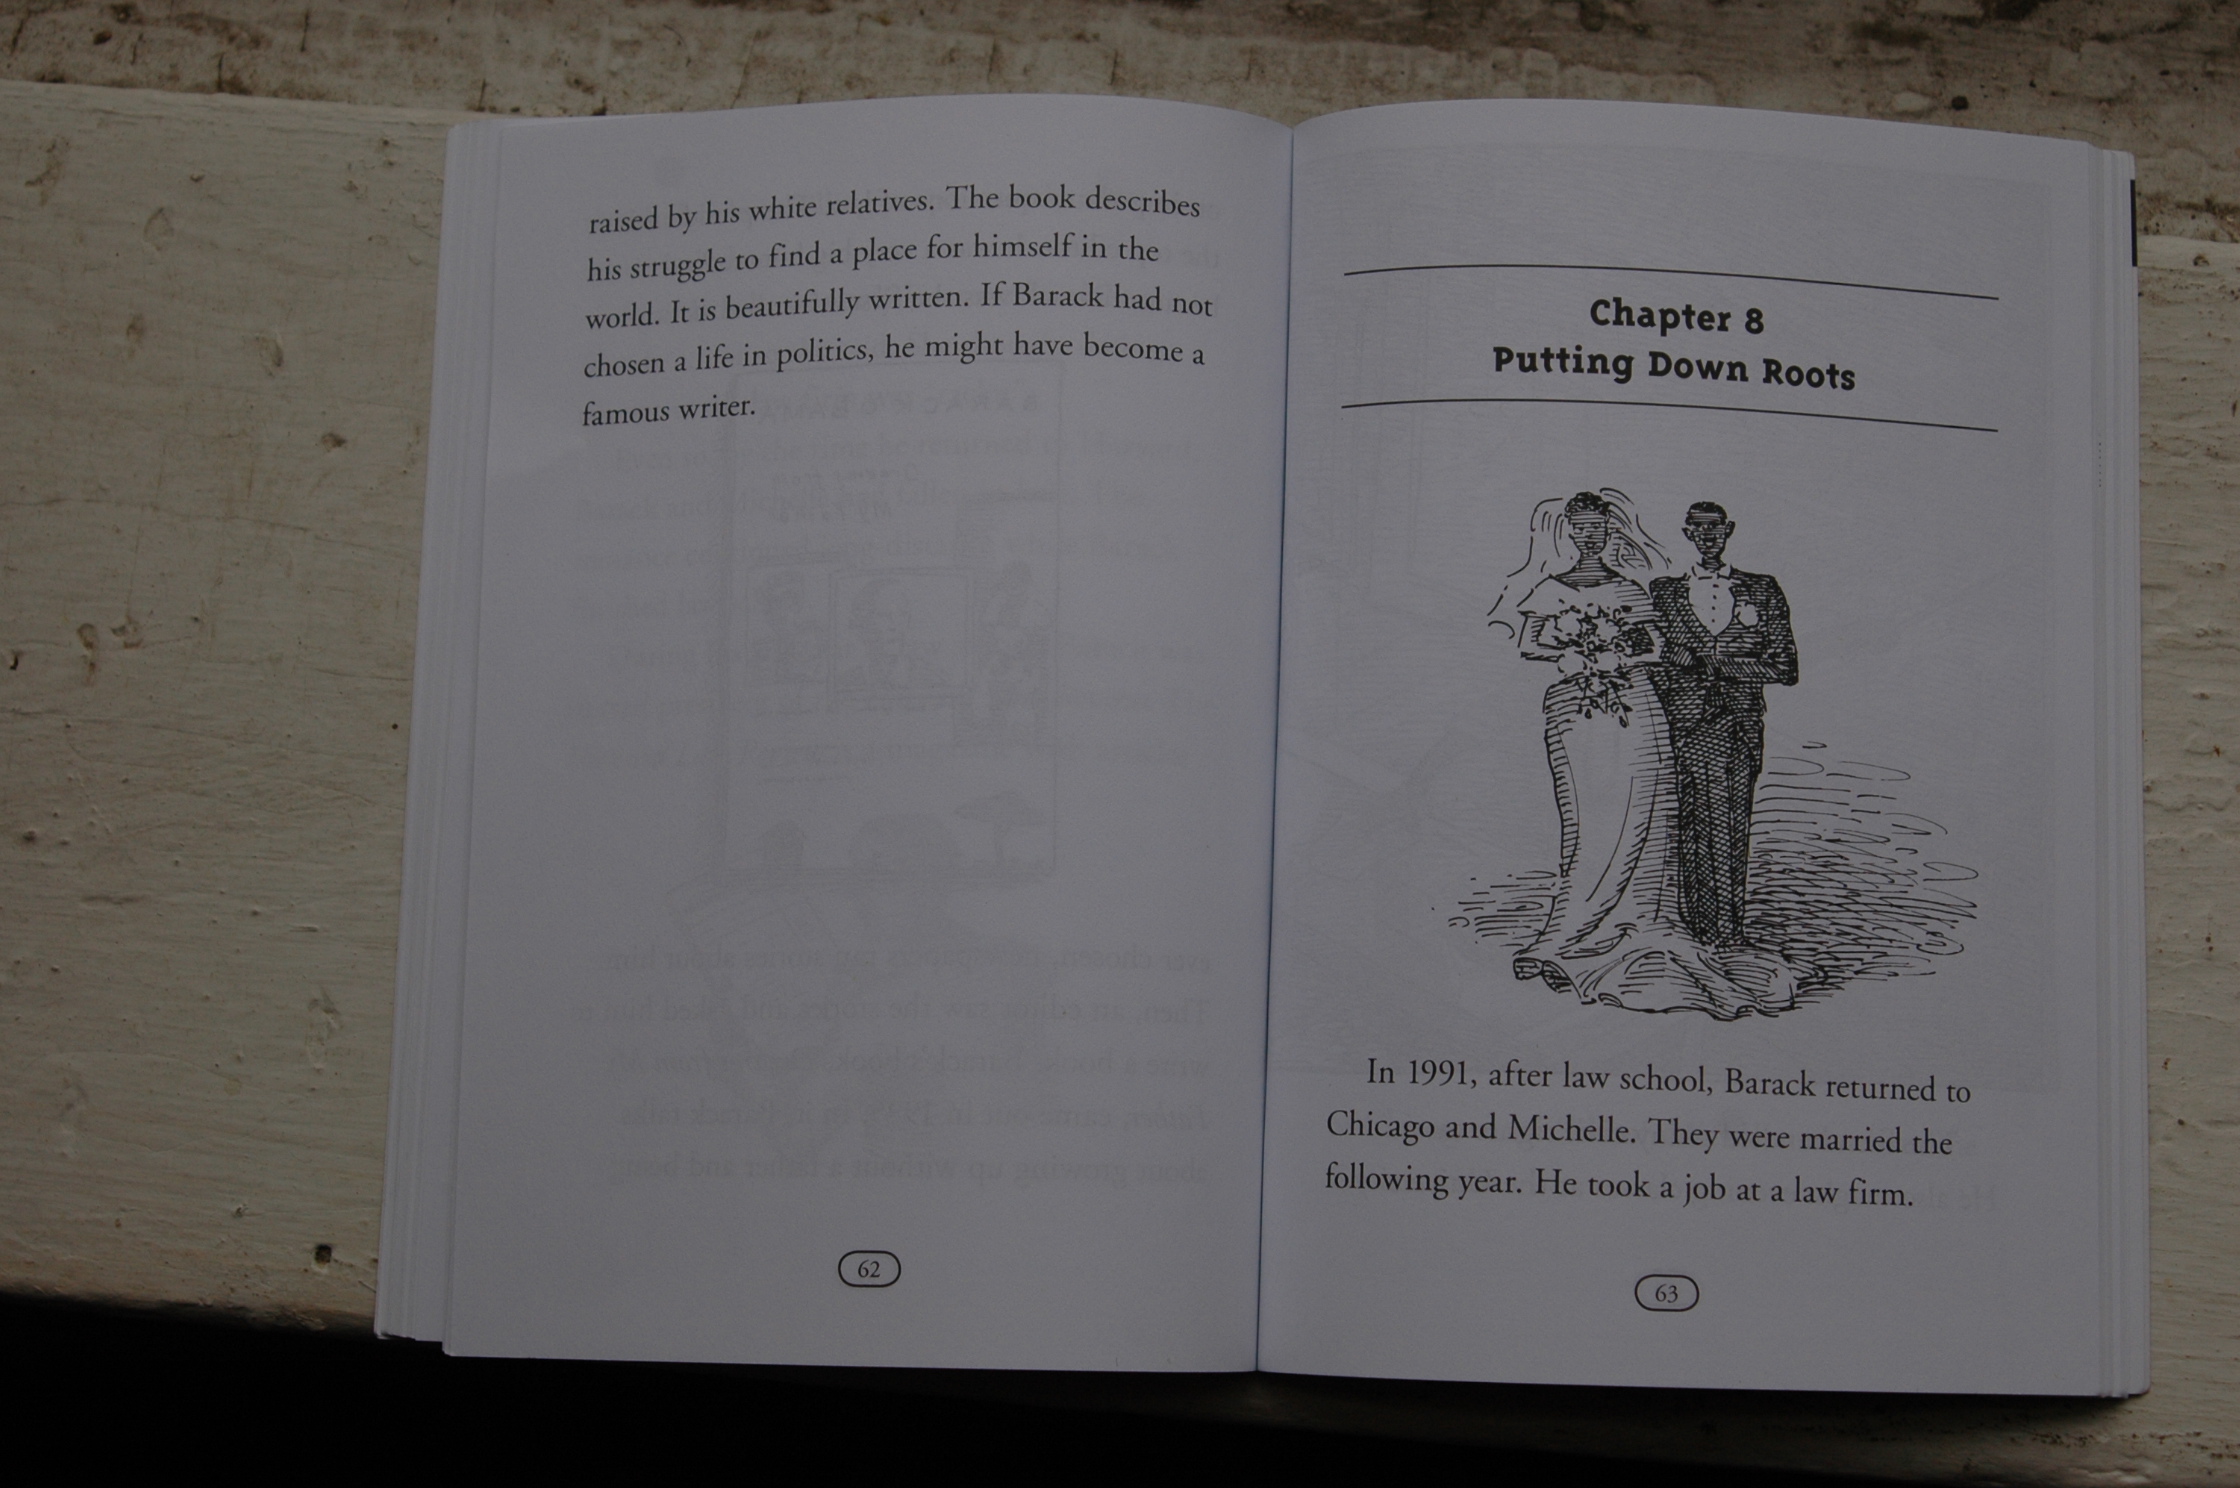 raised by his white relatives. The book describes
his struggle to find a place for himself in the
world. It is beautifully written. If Barack had not
chosen a life in politics, he might have become a
famous writer.
62
Chapter 8
Putting Down Roots
In 1991, after law school, Barack returned to
Chicago and Michelle. They were married the
following year. He took a job at a law firm.
63